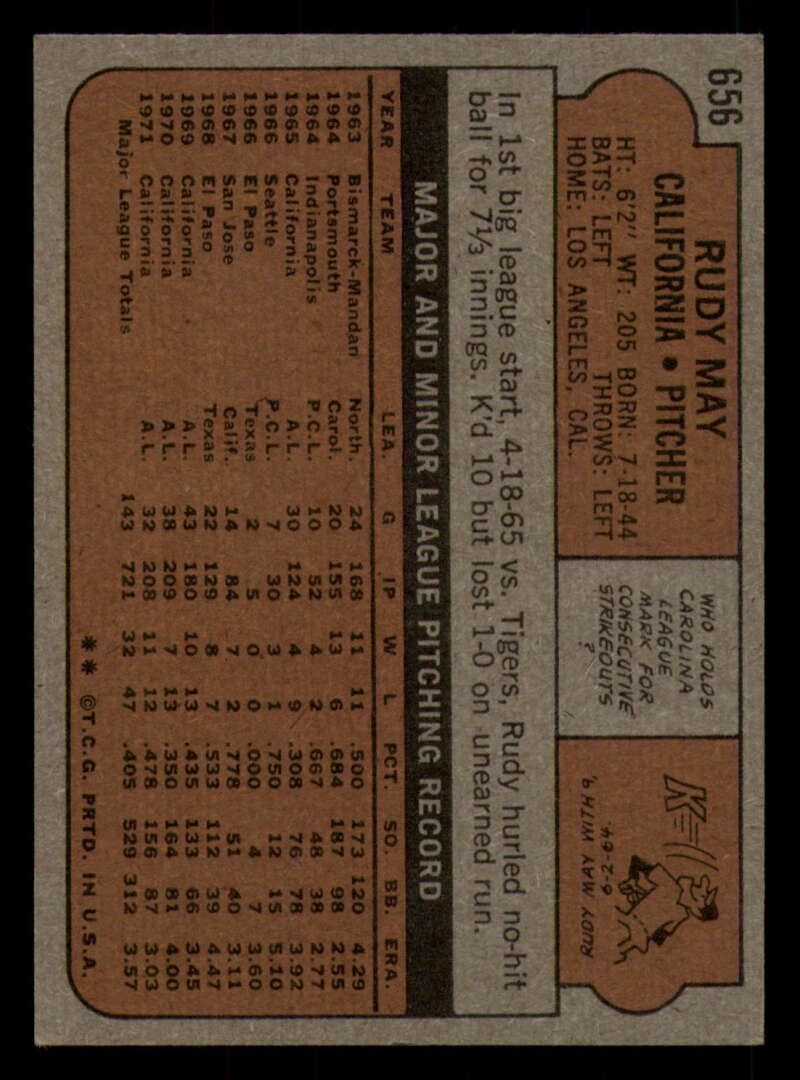 656
RUDY MAY
CALIFORNIA • PITCHER
HT: 6'2" WT: 205 BORN: 7-18-44
BATS: LEFT THROWS: LEFT
HOME: LOS ANGELES, CAL.
WHO HOLDS
CAROLINA
LEAGUE
MARK FOR
CONSECUTIVE
STRIKEOUTS
?
K=11
6-2-64.
RUDY MAY WITH 9,
In 1st big league start, 4-18-65 vs. Tigers, Rudy hurled no-hit
ball for 7⅓ innings. K'd 10 but lost 1-0 on unearned run.
MAJOR AND MINOR LEAGUE PITCHING RECORD
YEAR TEAM LEA. G IP W L PCT. SO. BB. ERA.
1963 Bismarck-Mandan North. 24 168 11 11 .500 173 120 4.29
1964 Portsmouth Carol. 20 155 13 6 .684 187 98 2.55
1964 Indianapolis P.C.L. 10 52 4 2 .667 48 38 2.77
1965 California A.L. 30 124 4 9 .308 76 78 3.92
1966 Seattle P.C.L. 7 30 3 1 .750 12 15 5.10
1966 El Paso Texas 2 5 0 0 .000 4 7 3.60
1967 San Jose Calif. 14 84 7 2 .778 51 40 3.11
1968 El Paso Texas 22 129 8 7 .533 112 39 4.47
1969 California A.L. 43 180 10 13 .435 133 66 3.45
1970 California A.L. 38 209 7 13 .350 164 81 4.00
1971 California A.L. 32 208 11 12 .478 156 87 3.03
Major League Totals 143 721 32 47 .405 529 312 3.57
** ©T.C.G. PRTD. IN U.S.A.